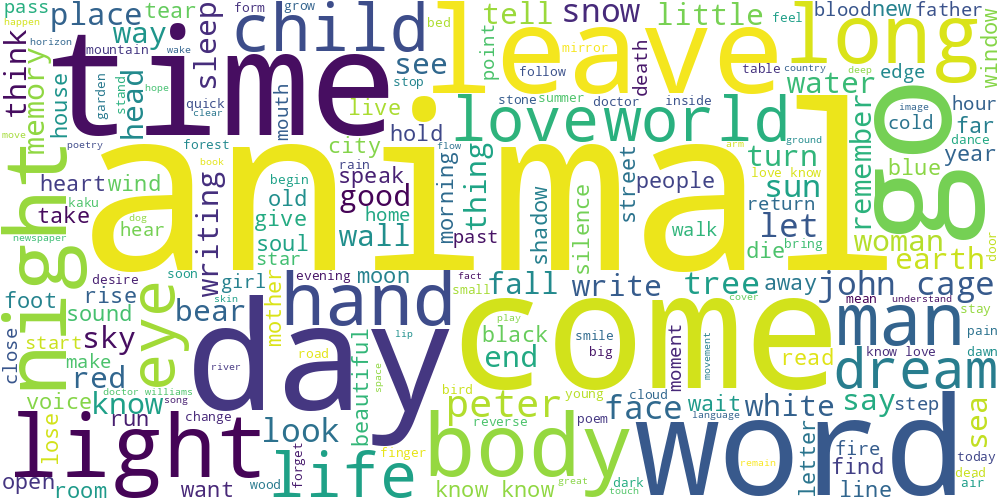 pass
place
tear
way
form
grow
child
bed
leave
tell
snow
little
long
blood
new
father
window
happen
horizon
mountain
wake
think
memory
house
garden
stand
hope
head
quick
clear
sleep
time
mouth
see
stop
point
follow
mirror
death
table
country
deep
water
edge
feel
hour
far
cold
image
dance
year
move
poetry
forest
book
live
city
hold
rain
flow
stone
summer
doctor
inside
love
world
turn
ground
arm
love know
remember
go
blue
heart
wind
kaku
take
dog
hear
newspaper
night
writing
begin
old
give
soul
star
speak
good
home
wall
morning
past
thing
animal
shadow
silence
street
people
walk
sun
return
let
die
bring
woman
earth
door
desire
soon
girl
evening
moon
mother
skin
foot
rise
sound
bear
hand
fact
small
fall
write
tree
cover
away
john cage
mean
understand
stay
man
pain
close
start
sky
eye
river
day
road
lip
space
beautiful
black
play
end
come
smile
big
moment
movement
read
know love
dawn
dream
make
red
doctor williams
song
voice
know
run
change
look
bird
young
cloud
language
peter
reverse
poem
face
wait
white
say
step
sea
lose
light
want
open
room
wood
forget
life
finger
body
know know
great
dark
touch
word
remain
letter
fire
find
line
today
dead
air